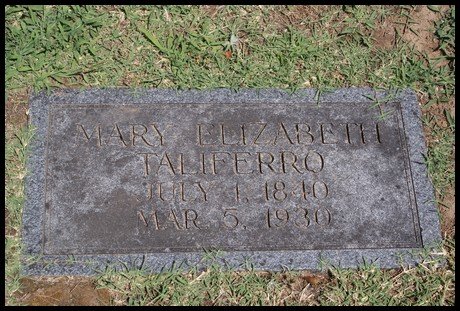 MARY ELIZABETH
TALIFERRO
JULY 1, 1840
MAR. 5, 1930